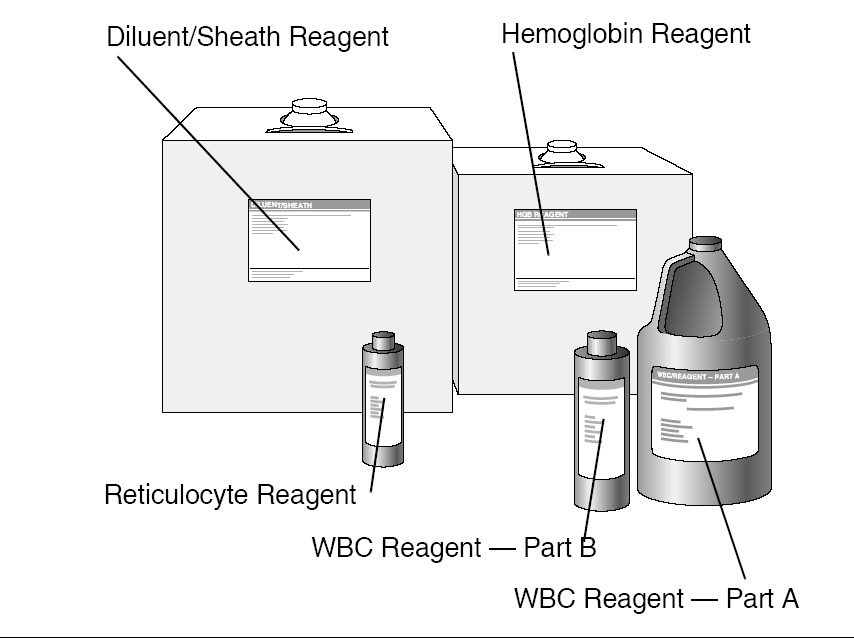 Diluent/Sheath Reagent
Hemoglobin Reagent
DILUENT/SHEATH
HGB REAGENT
WBC/REAGENT – PART A
Reticulocyte Reagent
WBC Reagent — Part B
WBC Reagent — Part A